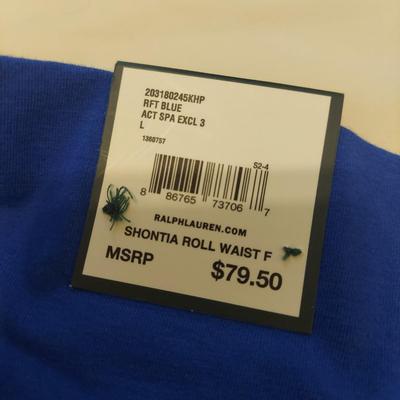 203180245KHP
RFT BLUE
ACT SPA EXCL 3
L
1360757
S2-4
8 86765 73706 7
RALPHLAUREN.COM
SHONTIA ROLL WAIST F
MSRP $79.50